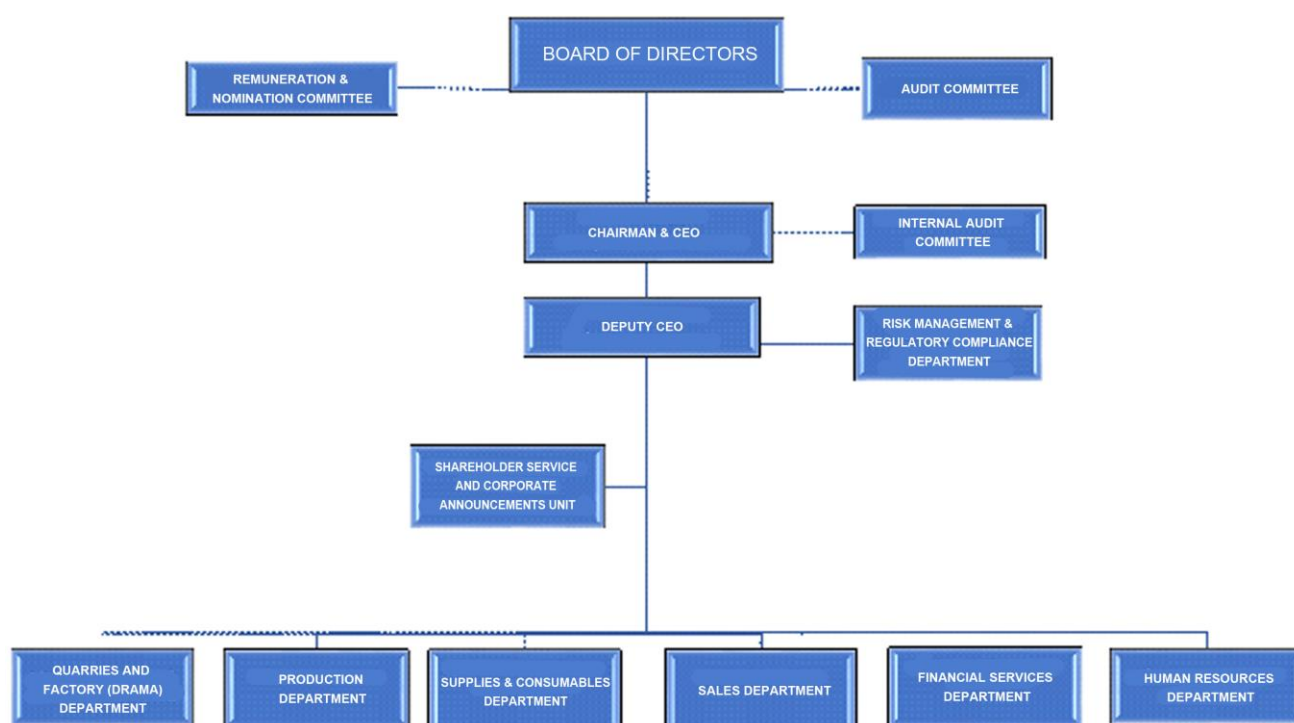 BOARD OF DIRECTORS
REMUNERATION &
NOMINATION COMMITTEE
AUDIT COMMITTEE
CHAIRMAN & CEO
INTERNAL AUDIT
COMMITTEE
DEPUTY CEO
RISK MANAGEMENT &
REGULATORY COMPLIANCE
DEPARTMENT
SHAREHOLDER SERVICE
AND CORPORATE
ANNOUNCEMENTS UNIT
QUARRIES AND
FACTORY (DRAMA)
DEPARTMENT
PRODUCTION
DEPARTMENT
SUPPLIES & CONSUMABLES
DEPARTMENT
SALES DEPARTMENT
FINANCIAL SERVICES
DEPARTMENT
HUMAN RESOURCES
DEPARTMENT